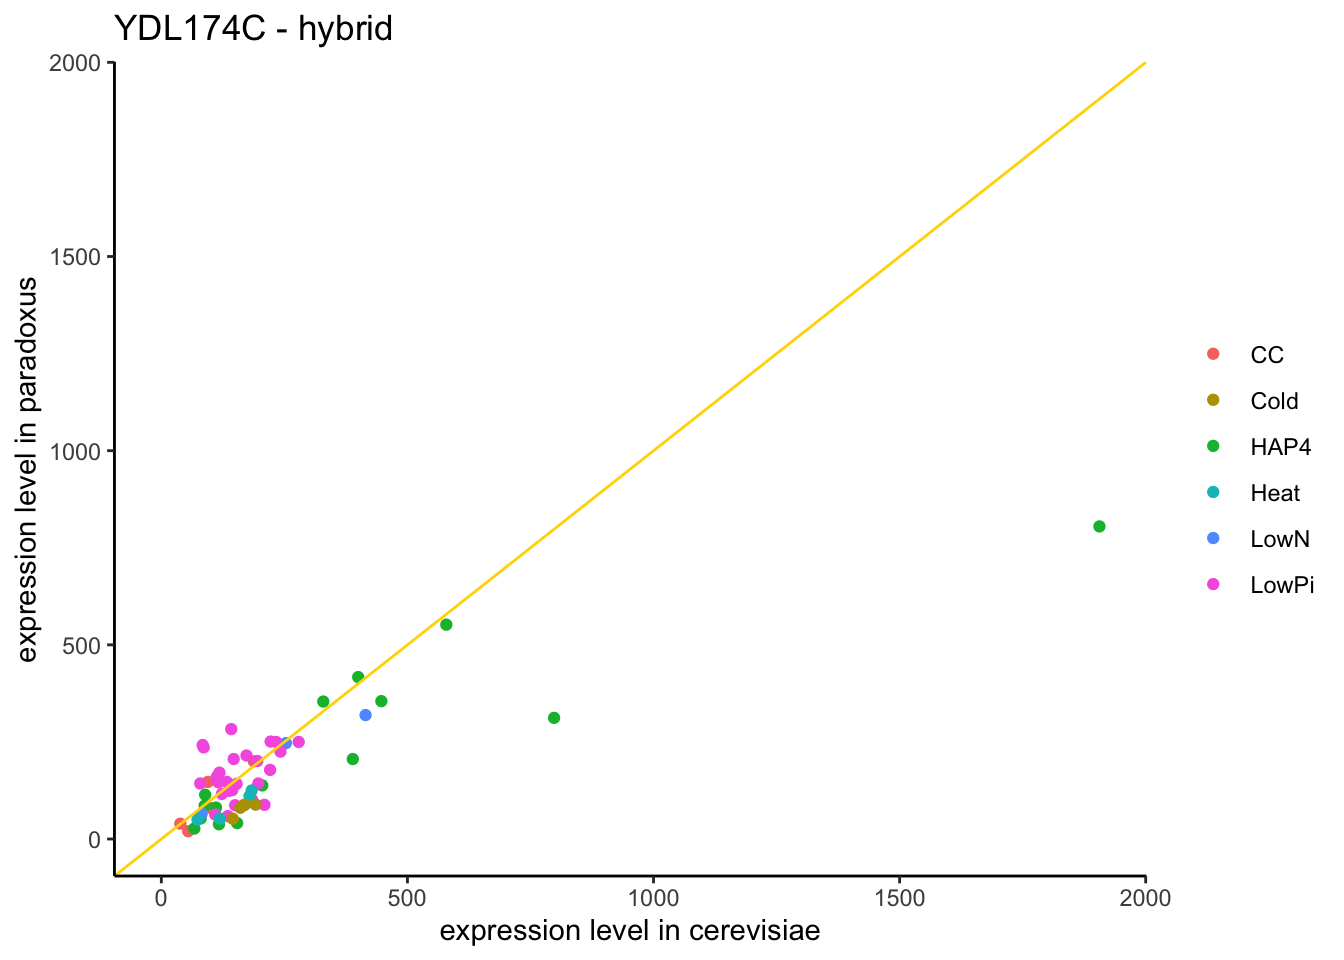 YDL174C - hybrid
expression level in paradoxus
2000
1500
1000
500
0
0 500 1000 1500 2000
expression level in cerevisiae
CC
Cold
HAP4
Heat
LowN
LowPi